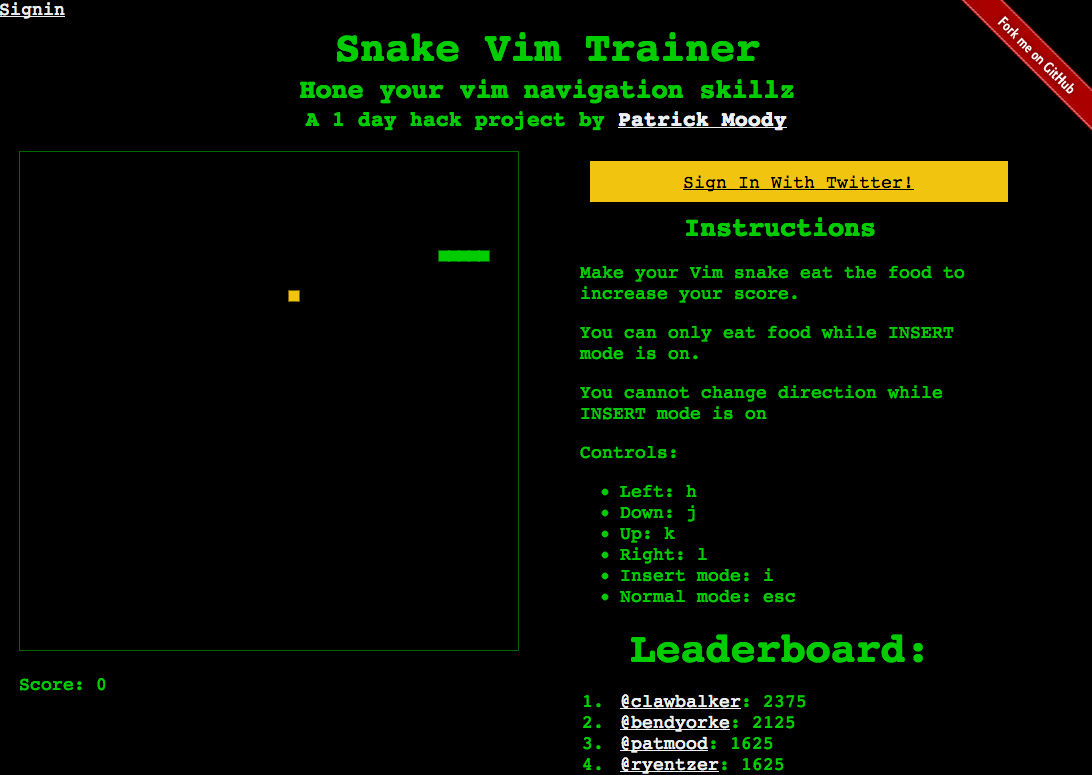 Signin
Fork me on GitHub
Snake Vim Trainer
Hone your vim navigation skillz
A 1 day hack project by Patrick Moody
Sign In With Twitter!
Instructions
Make your Vim snake eat the food to
increase your score.
You can only eat food while INSERT
mode is on.
You cannot change direction while
INSERT mode is on
Controls:
• Left: h
• Down: j
• Up: k
• Right: l
• Insert mode: i
• Normal mode: esc
Leaderboard:
1. @clawbalker: 2375
2. @bendyorke: 2125
3. @patmood: 1625
4. @ryentzer: 1625
Score: 0